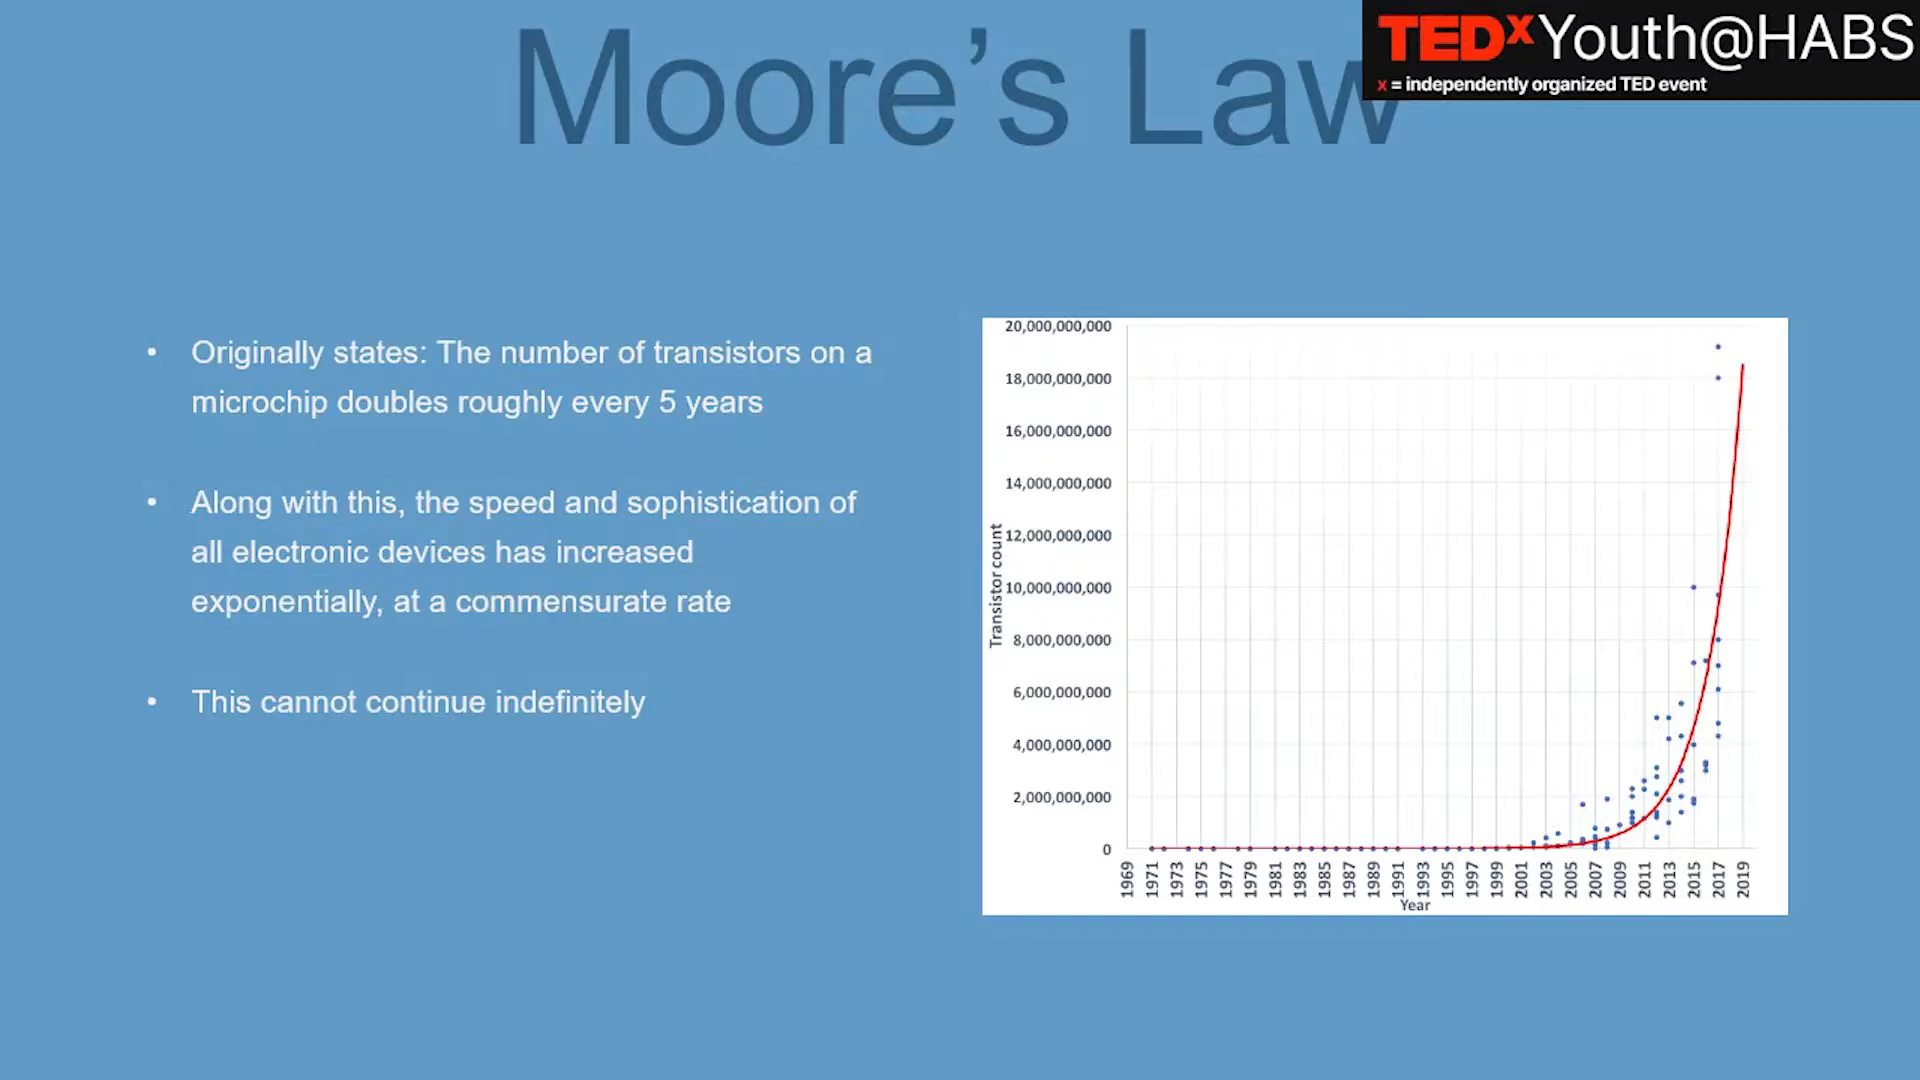 Moore's Law
TEDxYouth@HABS
x = independently organized TED event
• Originally states: The number of transistors on a
microchip doubles roughly every 5 years
• Along with this, the speed and sophistication of
all electronic devices has increased
exponentially, at a commensurate rate
• This cannot continue indefinitely
20,000,000,000
18,000,000,000
16,000,000,000
14,000,000,000
12,000,000,000
10,000,000,000
8,000,000,000
6,000,000,000
4,000,000,000
2,000,000,000
0
Transistor count
1969 1971 1973 1975 1977 1979 1981 1983 1985 1987 1989 1991 1993 1995 1997 1999 2001 2003 2005 2007 2009 2011 2013 2015 2017 2019
Year